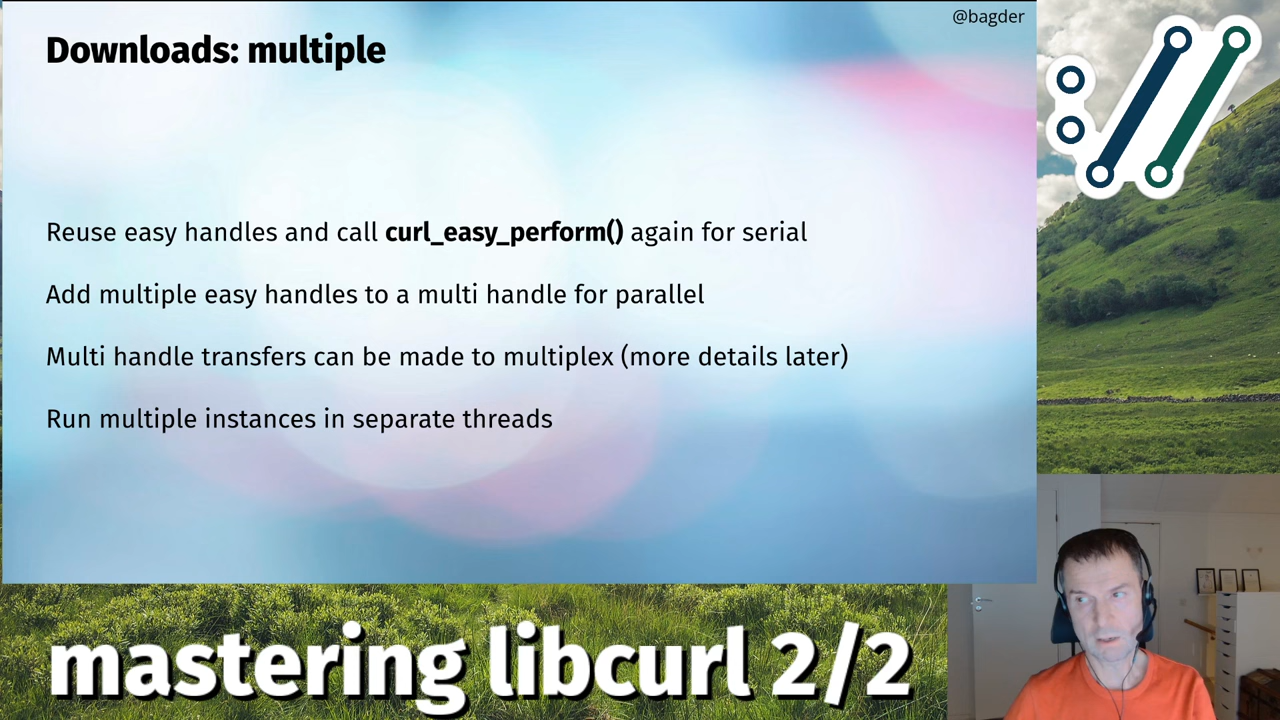 @bagder
Downloads: multiple
Reuse easy handles and call curl_easy_perform() again for serial
Add multiple easy handles to a multi handle for parallel
Multi handle transfers can be made to multiplex (more details later)
Run multiple instances in separate threads
mastering libcurl 2/2